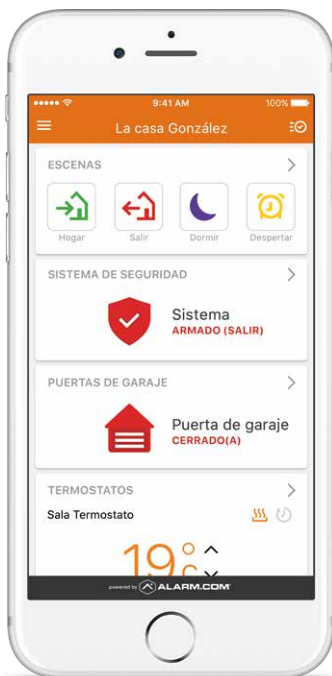 9:41 AM
100%
La casa González
ESCENAS
Hogar
Salir
Dormir
Despertar
SISTEMA DE SEGURIDAD
Sistema
ARMADO (SALIR)
PUERTAS DE GARAJE
Puerta de garaje
CERRADO(A)
TERMOSTATOS
Sala Termostato
19°C
powered by ALARM.COM